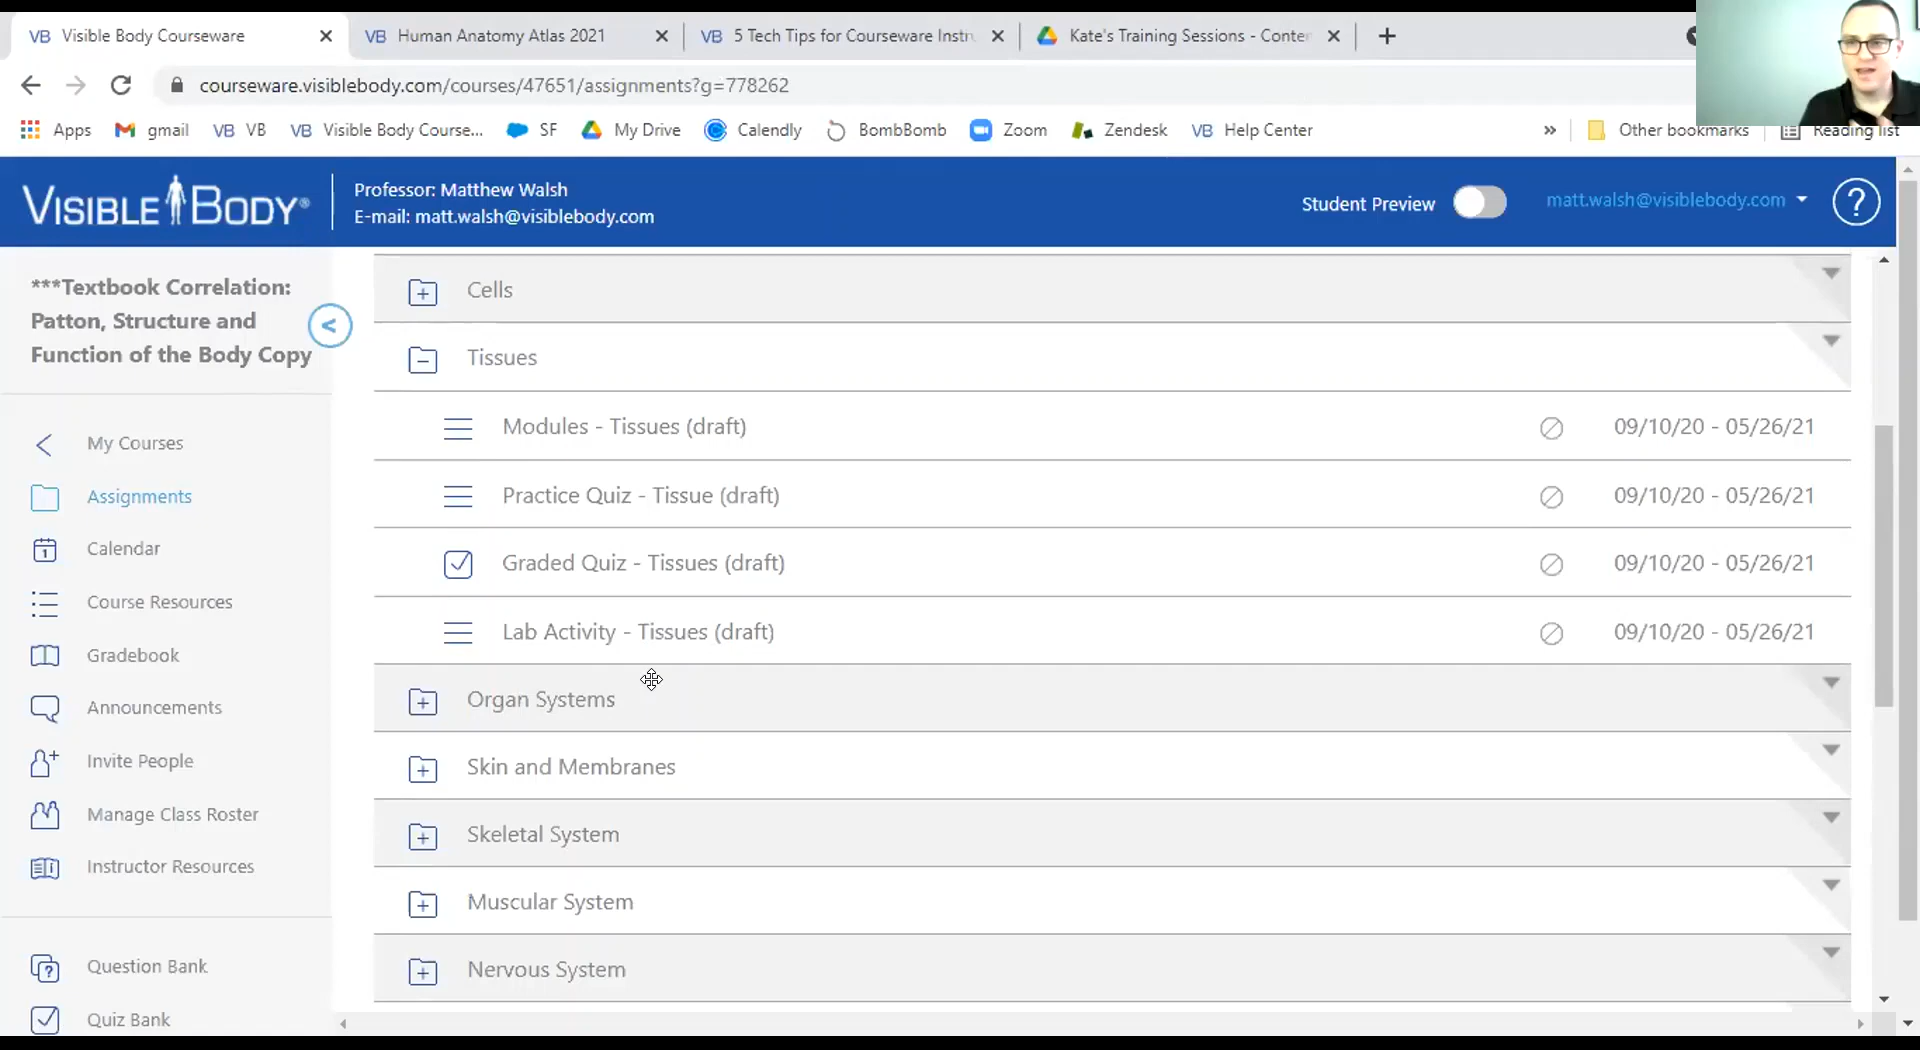 VB Visible Body Courseware
VB Human Anatomy Atlas 2021
VB 5 Tech Tips for Courseware Instr
Kate's Training Sessions - Conter
courseware.visiblebody.com/courses/47651/assignments?g=778262
Apps
gmail
VB VB
VB Visible Body Course...
SF
My Drive
Calendly
BombBomb
Zoom
Zendesk
VB Help Center
»
Other bookmarks
Reading list
VISIBLE BODY®
Professor: Matthew Walsh
E-mail: matt.walsh@visiblebody.com
Student Preview
matt.walsh@visiblebody.com
?
***Textbook Correlation:
Patton, Structure and
Function of the Body Copy
<
My Courses
Assignments
1 Calendar
Course Resources
Gradebook
Announcements
Invite People
Manage Class Roster
Instructor Resources
Question Bank
Quiz Bank
Cells
Tissues
Modules - Tissues (draft) 09/10/20 - 05/26/21
Practice Quiz - Tissue (draft) 09/10/20 - 05/26/21
Graded Quiz - Tissues (draft) 09/10/20 - 05/26/21
Lab Activity - Tissues (draft) 09/10/20 - 05/26/21
Organ Systems
Skin and Membranes
Skeletal System
Muscular System
Nervous System